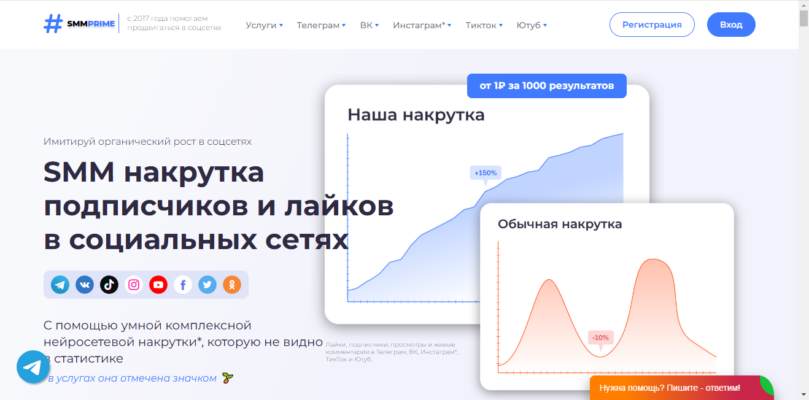 SMMPRIME
с 2017 года помогаем
продвигаться в соцсетях
Услуги
Телеграм
ВК
Инстаграм*
Тикток
Ютуб
Регистрация
Вход
от 1₽ за 1000 результатов
Наша накрутка
+150%
Имитируй органический рост в соцсетях
SMM накрутка
подписчиков и лайков
в социальных сетях
Обычная накрутка
-10%
С помощью умной комплексной
нейросетевой накрутки*, которую не видно
в статистике
в услугах она отмечена значком
Лайки, подписчики, просмотры и живые
комментарии в Телеграм, ВК, Инстаграм*,
ТикТок и Ютуб.
Нужна помощь? Пишите - ответим!